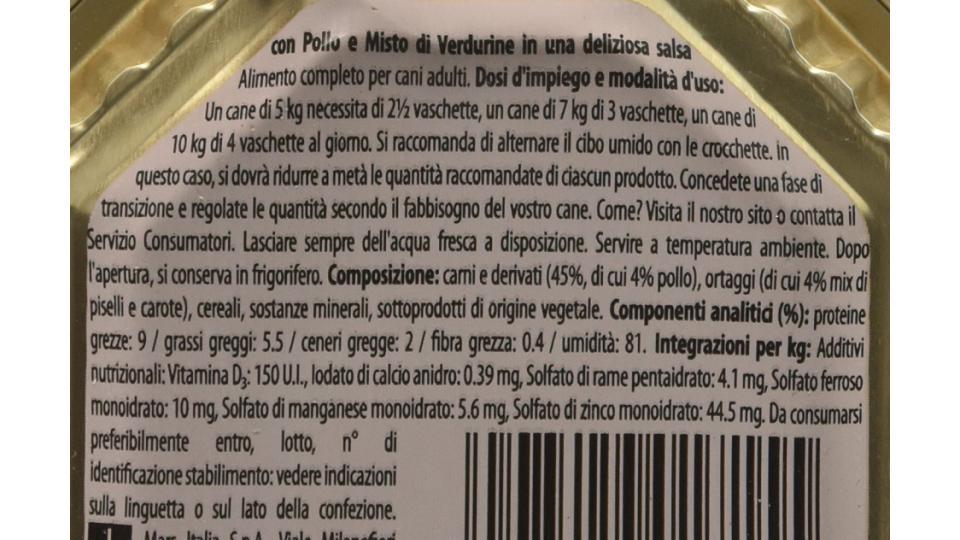 con Pollo e Misto di Verdurine in una deliziosa salsa
Alimento completo per cani adulti. Dosi d'impiego e modalità d'uso:
Un cane di 5 kg necessita di 2½ vaschette, un cane di 7 kg di 3 vaschette, un cane di
10 kg di 4 vaschette al giorno. Si raccomanda di alternare il cibo umido con le crocchette. In
questo caso, si dovrà ridurre a metà le quantità raccomandate di ciascun prodotto. Concedete una fase di
transizione e regolate le quantità secondo il fabbisogno del vostro cane. Come? Visita il nostro sito o contatta il
Servizio Consumatori. Lasciare sempre dell'acqua fresca a disposizione. Servire a temperatura ambiente. Dopo
l'apertura, si conserva in frigorifero. Composizione: carni e derivati (45%, di cui 4% pollo), ortaggi (di cui 4% mix di
piselli e carote), cereali, sostanze minerali, sottoprodotti di origine vegetale. Componenti analitici (%): proteine
grezze: 9 / grassi greggi: 5.5 / ceneri gregge: 2 / fibra grezza: 0.4 / umidità: 81. Integrazioni per kg: Additivi
nutrizionali: Vitamina D₃: 150 U.I., Iodato di calcio anidro: 0.39 mg, Solfato di rame pentaidrato: 4.1 mg, Solfato ferroso
monoidrato: 10 mg, Solfato di manganese monoidrato: 5.6 mg, Solfato di zinco monoidrato: 44.5 mg. Da consumarsi
preferibilmente entro, lotto, n° di
identificazione stabilimento: vedere indicazioni
sulla linguetta o sul lato della confezione.
Mars Italia S.p.A. Viale Milanofiori